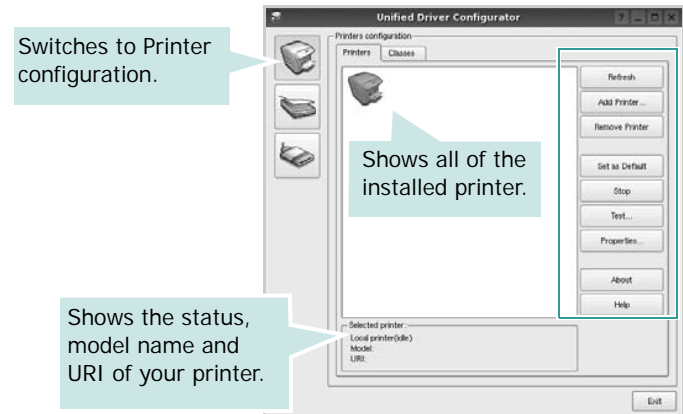 Unified Driver Configurator
Switches to Printer
configuration.
Printers configuration
Printers Classes
Refresh
Add Printer...
Remove Printer
Set as Default
Stop
Test...
Properties...
About
Help
Shows all of the
installed printer.
Shows the status,
model name and
URI of your printer.
Selected printer:
Local printer(idle)
Model:
URI:
Exit